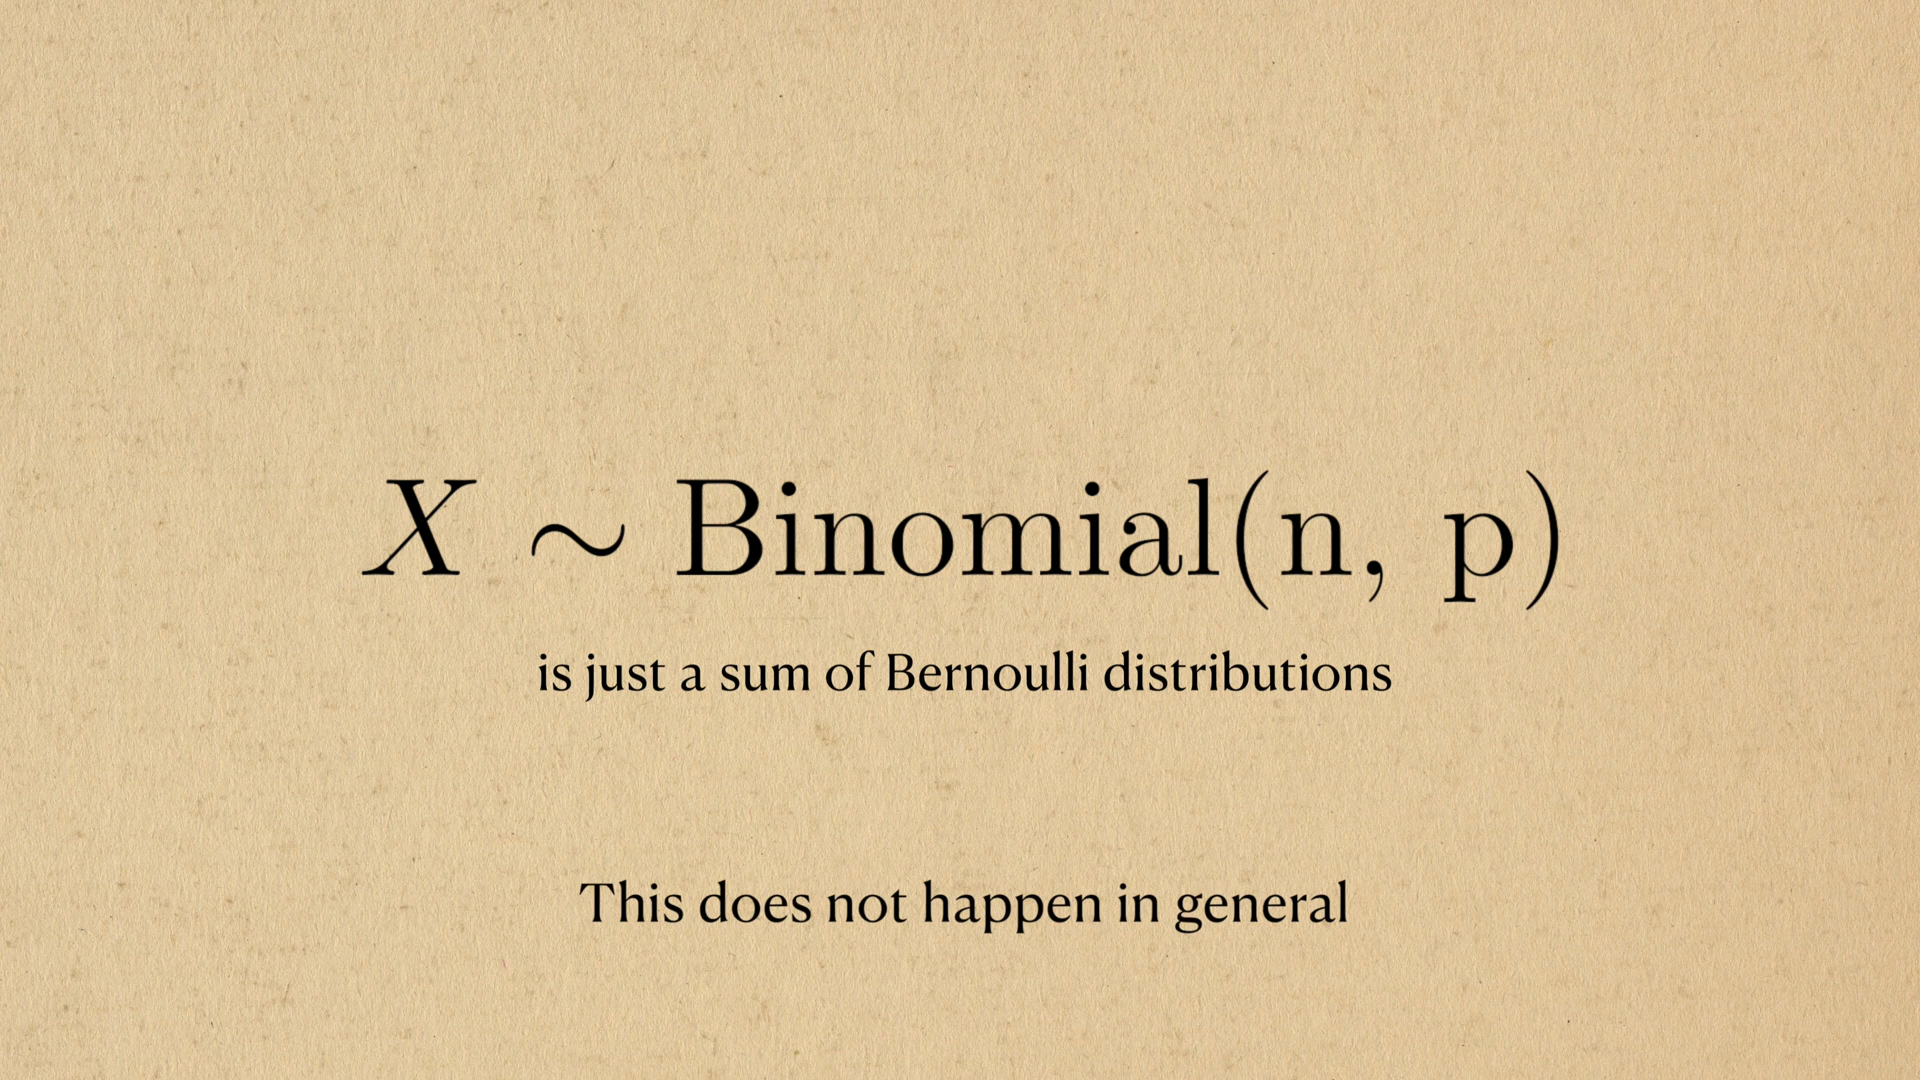 X ∼ Binomial(n, p)
is just a sum of Bernoulli distributions
This does not happen in general